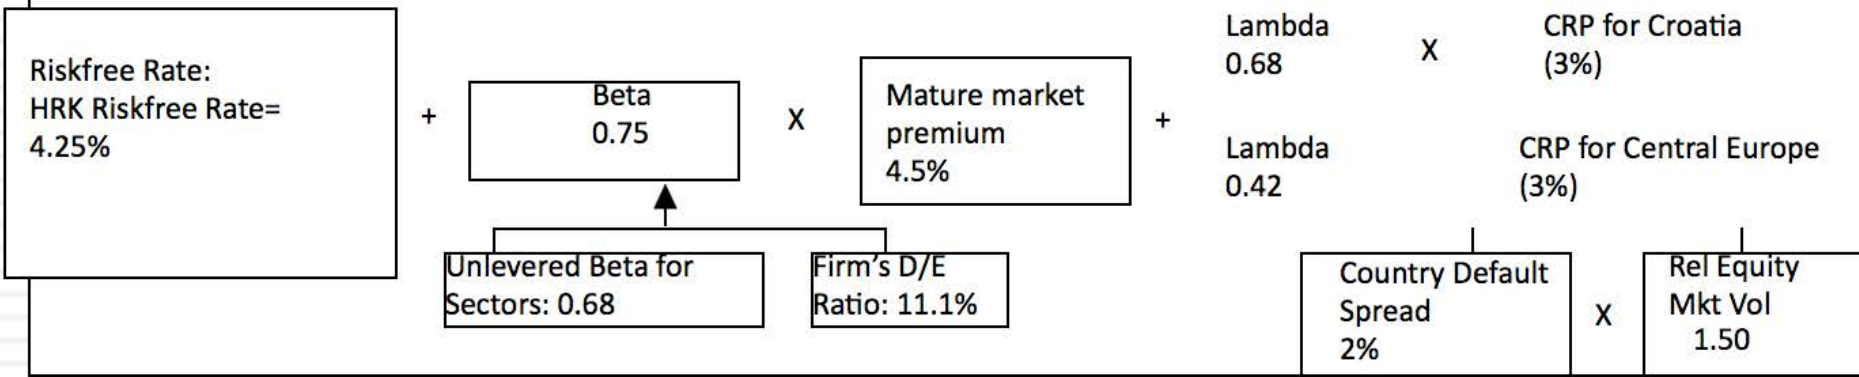 Riskfree Rate:
HRK Riskfree Rate=
4.25%
+
Beta
0.75
X
Mature market
premium
4.5%
+
Lambda
0.68
X
CRP for Croatia
(3%)
Lambda
0.42
CRP for Central Europe
(3%)
Unlevered Beta for
Sectors: 0.68
Firm's D/E
Ratio: 11.1%
Country Default
Spread
2%
X
Rel Equity
Mkt Vol
1.50